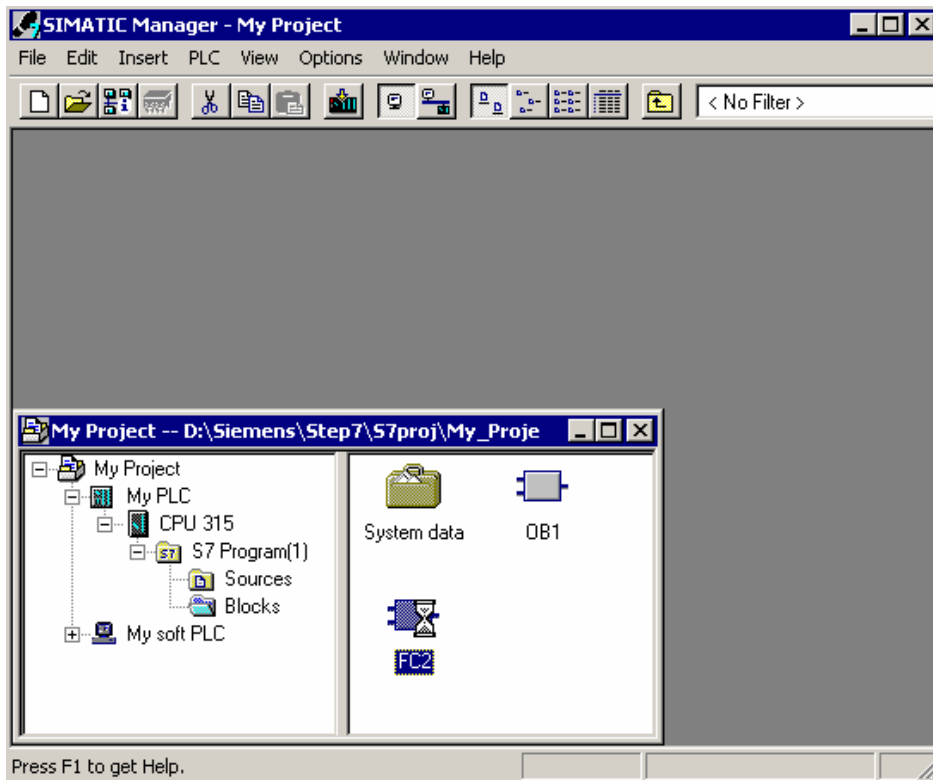 SIMATIC Manager - My Project
File Edit Insert PLC View Options Window Help
< No Filter >
My Project -- D:\Siemens\Step7\S7proj\My_Proje
My Project
My PLC
CPU 315
S7 Program(1)
Sources
Blocks
My soft PLC
System data
OB1
FC2
Press F1 to get Help.